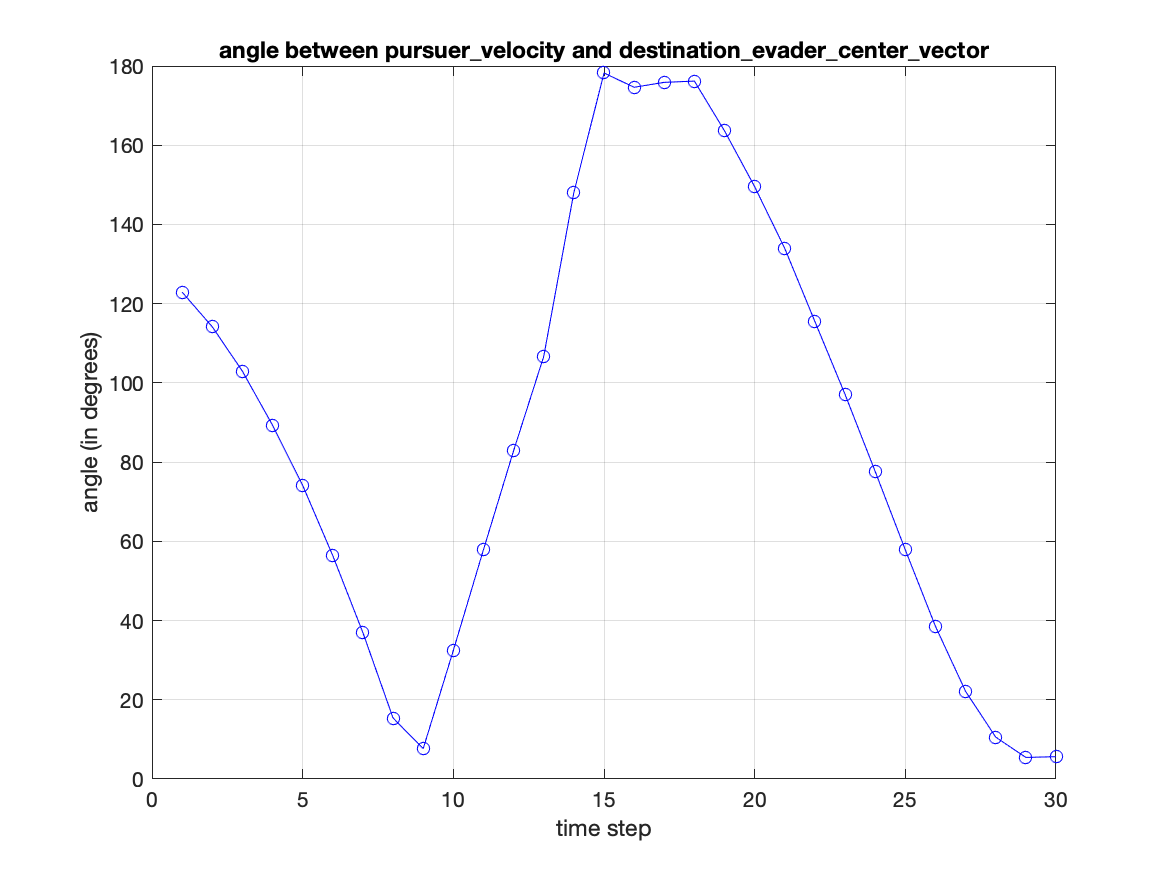 angle between pursuer_velocity and destination_evader_center_vector
180
160
140
120
100
80
60
40
20
0
angle (in degrees)
0 5 10 15 20 25 30
time step